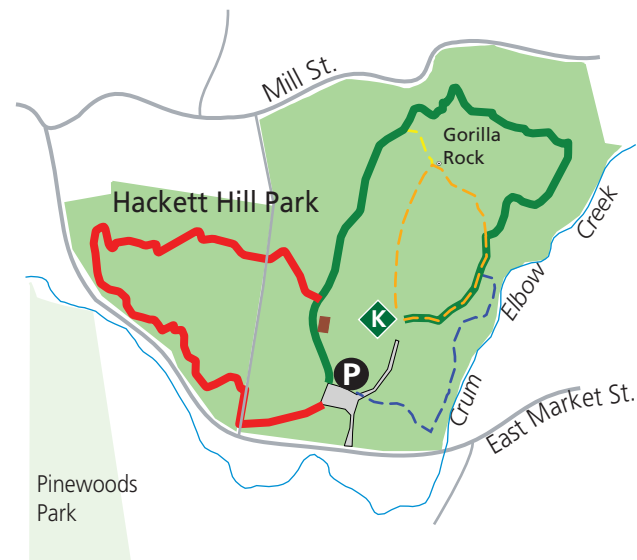 Mill St.
Gorilla
Rock
Hackett Hill Park
Crum Elbow Creek
K
P
East Market St.
Pinewoods
Park